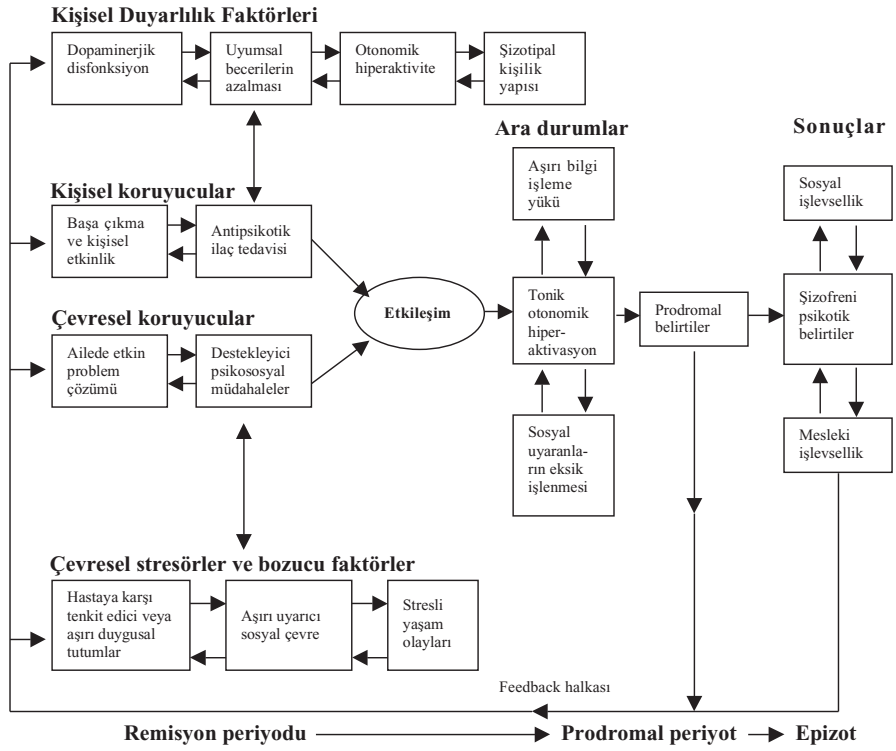 Kişisel Duyarlılık Faktörleri
Dopaminerjik
disfonksiyon
Uyumsal
becerilerin
azalması
Otonomik
hiperaktivite
Şizotipal
kişilik
yapısı
Ara durumlar
Sonuçlar
Aşırı bilgi
işleme
yükü
Sosyal
işlevsellik
Kişisel koruyucular
Başa çıkma
ve kişisel
etkinlik
Antipsikotik
ilaç tedavisi
Etkileşim
Tonik
otonomik
hiper-
aktivasyon
Prodromal
belirtiler
Şizofreni
psikotik
belirtiler
Çevresel koruyucular
Ailede etkin
problem
çözümü
Destekleyici
psikososyal
müdahaleler
Sosyal
uyaranla-
rın eksik
işlenmesi
Mesleki
işlevsellik
Çevresel stresörler ve bozucu faktörler
Hastaya karşı
tenkit edici veya
aşırı duygusal
tutumlar
Aşırı uyarıcı
sosyal çevre
Stresli
yaşam
olayları
Feedback halkası
Remisyon periyodu
Prodromal periyot
Epizot